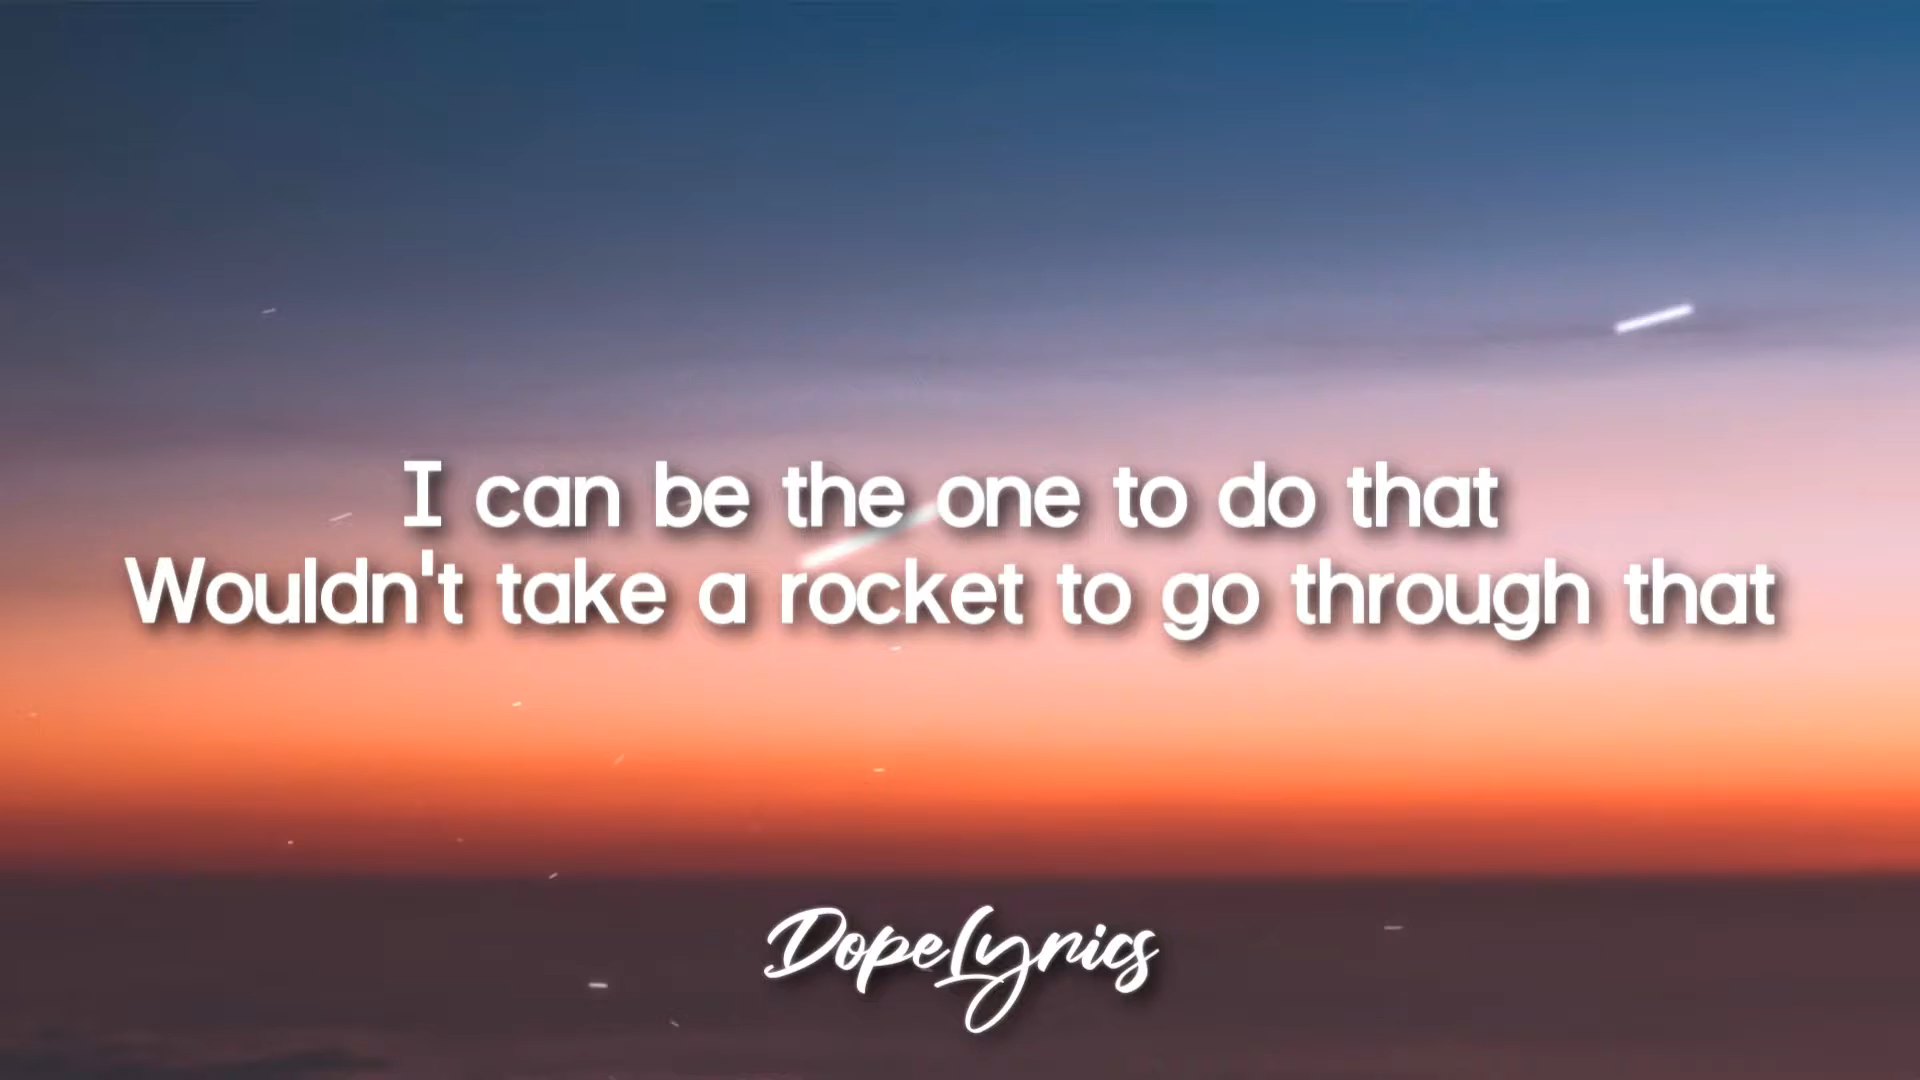 I can be the one to do that
Wouldn't take a rocket to go through that
DopeLyrics